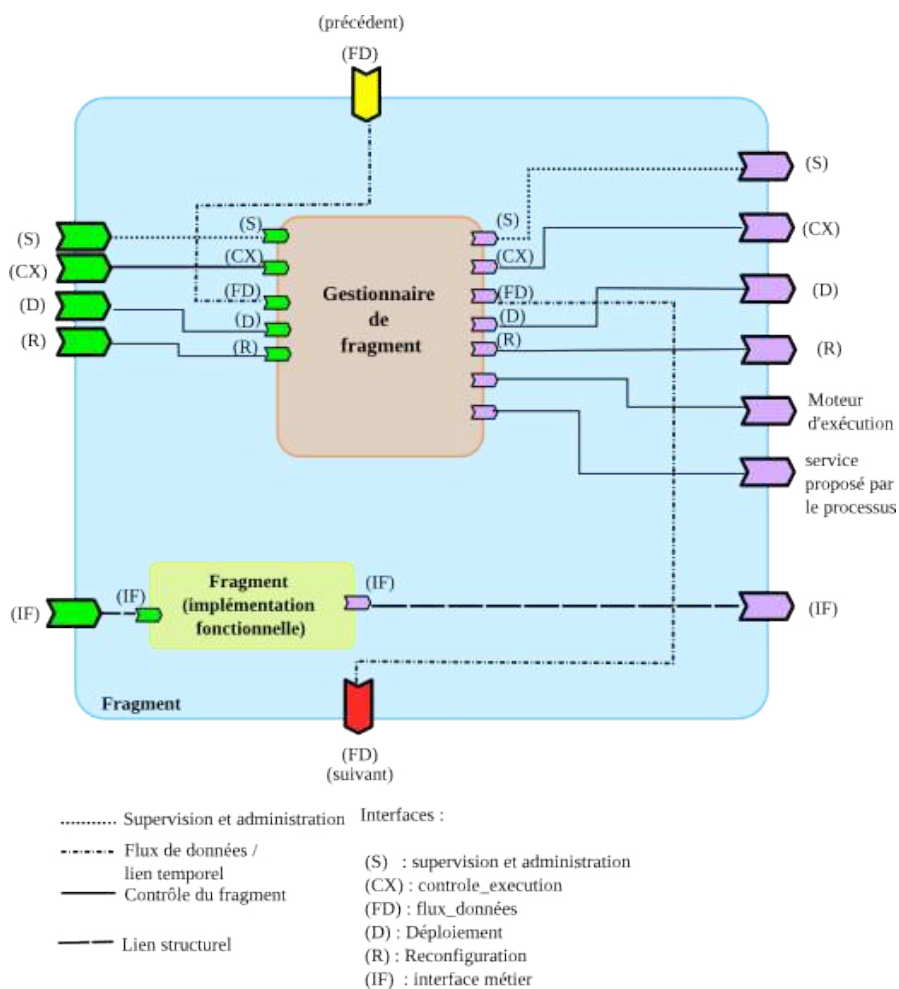 (précédent)
(FD)
(S)
(S)
(S)
(S)
(CX)
(CX)
(CX)
(CX)
(FD)
(FD)
Gestionnaire
de
fragment
(D)
(D)
(D)
(D)
(R)
(R)
(R)
(R)
Moteur
d'exécution
service
proposé par
le processus
(IF)
(IF)
Fragment
(implémentation
fonctionnelle)
(IF)
(IF)
Fragment
(FD)
(suivant)
Supervision et administration
Flux de données /
lien temporel
Contrôle du fragment
Lien structurel
Interfaces :
(S) : supervision et administration
(CX) : controle_execution
(FD) : flux_données
(D) : Déploiement
(R) : Reconfiguration
(IF) : interface métier